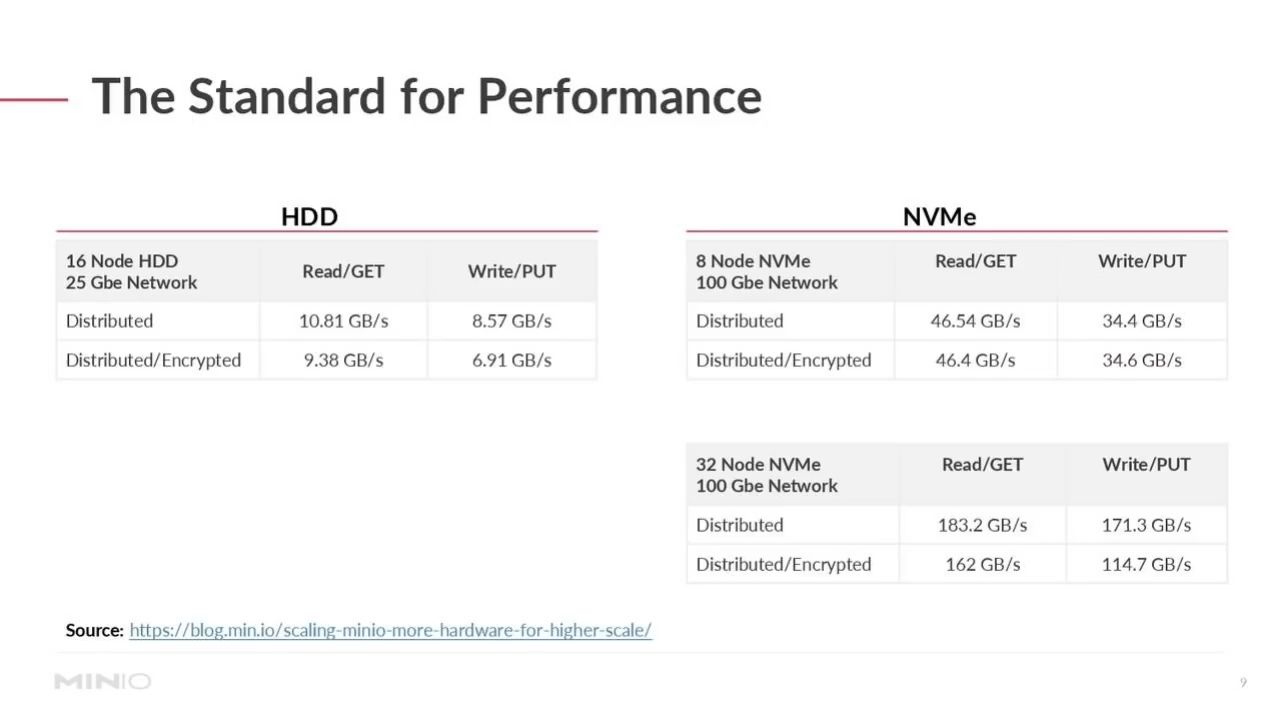 The Standard for Performance
HDD
16 Node HDD
25 Gbe Network
Read/GET
Write/PUT
Distributed
10.81 GB/s
8.57 GB/s
Distributed/Encrypted
9.38 GB/s
6.91 GB/s
NVMe
8 Node NVMe
100 Gbe Network
Read/GET
Write/PUT
Distributed
46.54 GB/s
34.4 GB/s
Distributed/Encrypted
46.4 GB/s
34.6 GB/s
32 Node NVMe
100 Gbe Network
Read/GET
Write/PUT
Distributed
183.2 GB/s
171.3 GB/s
Distributed/Encrypted
162 GB/s
114.7 GB/s
Source: https://blog.min.io/scaling-minio-more-hardware-for-higher-scale/
MINIO
9